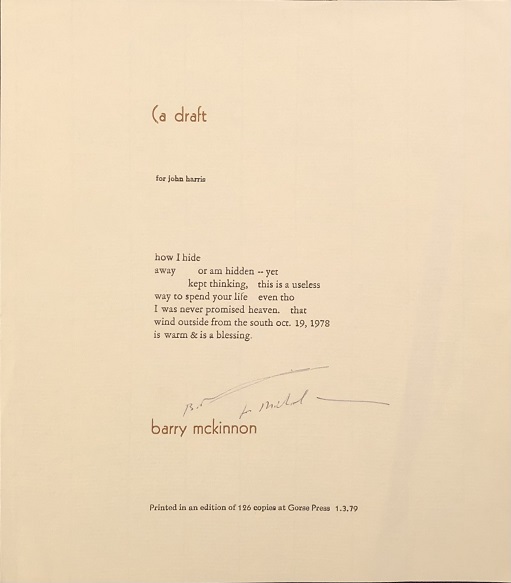 (a draft
for john harris
how I hide
away or am hidden -- yet
kept thinking, this is a useless
way to spend your life even tho
I was never promised heaven. that
wind outside from the south oct. 19, 1978
is warm & is a blessing.
barry mckinnon
Printed in an edition of 126 copies at Gorse Press 1.3.79